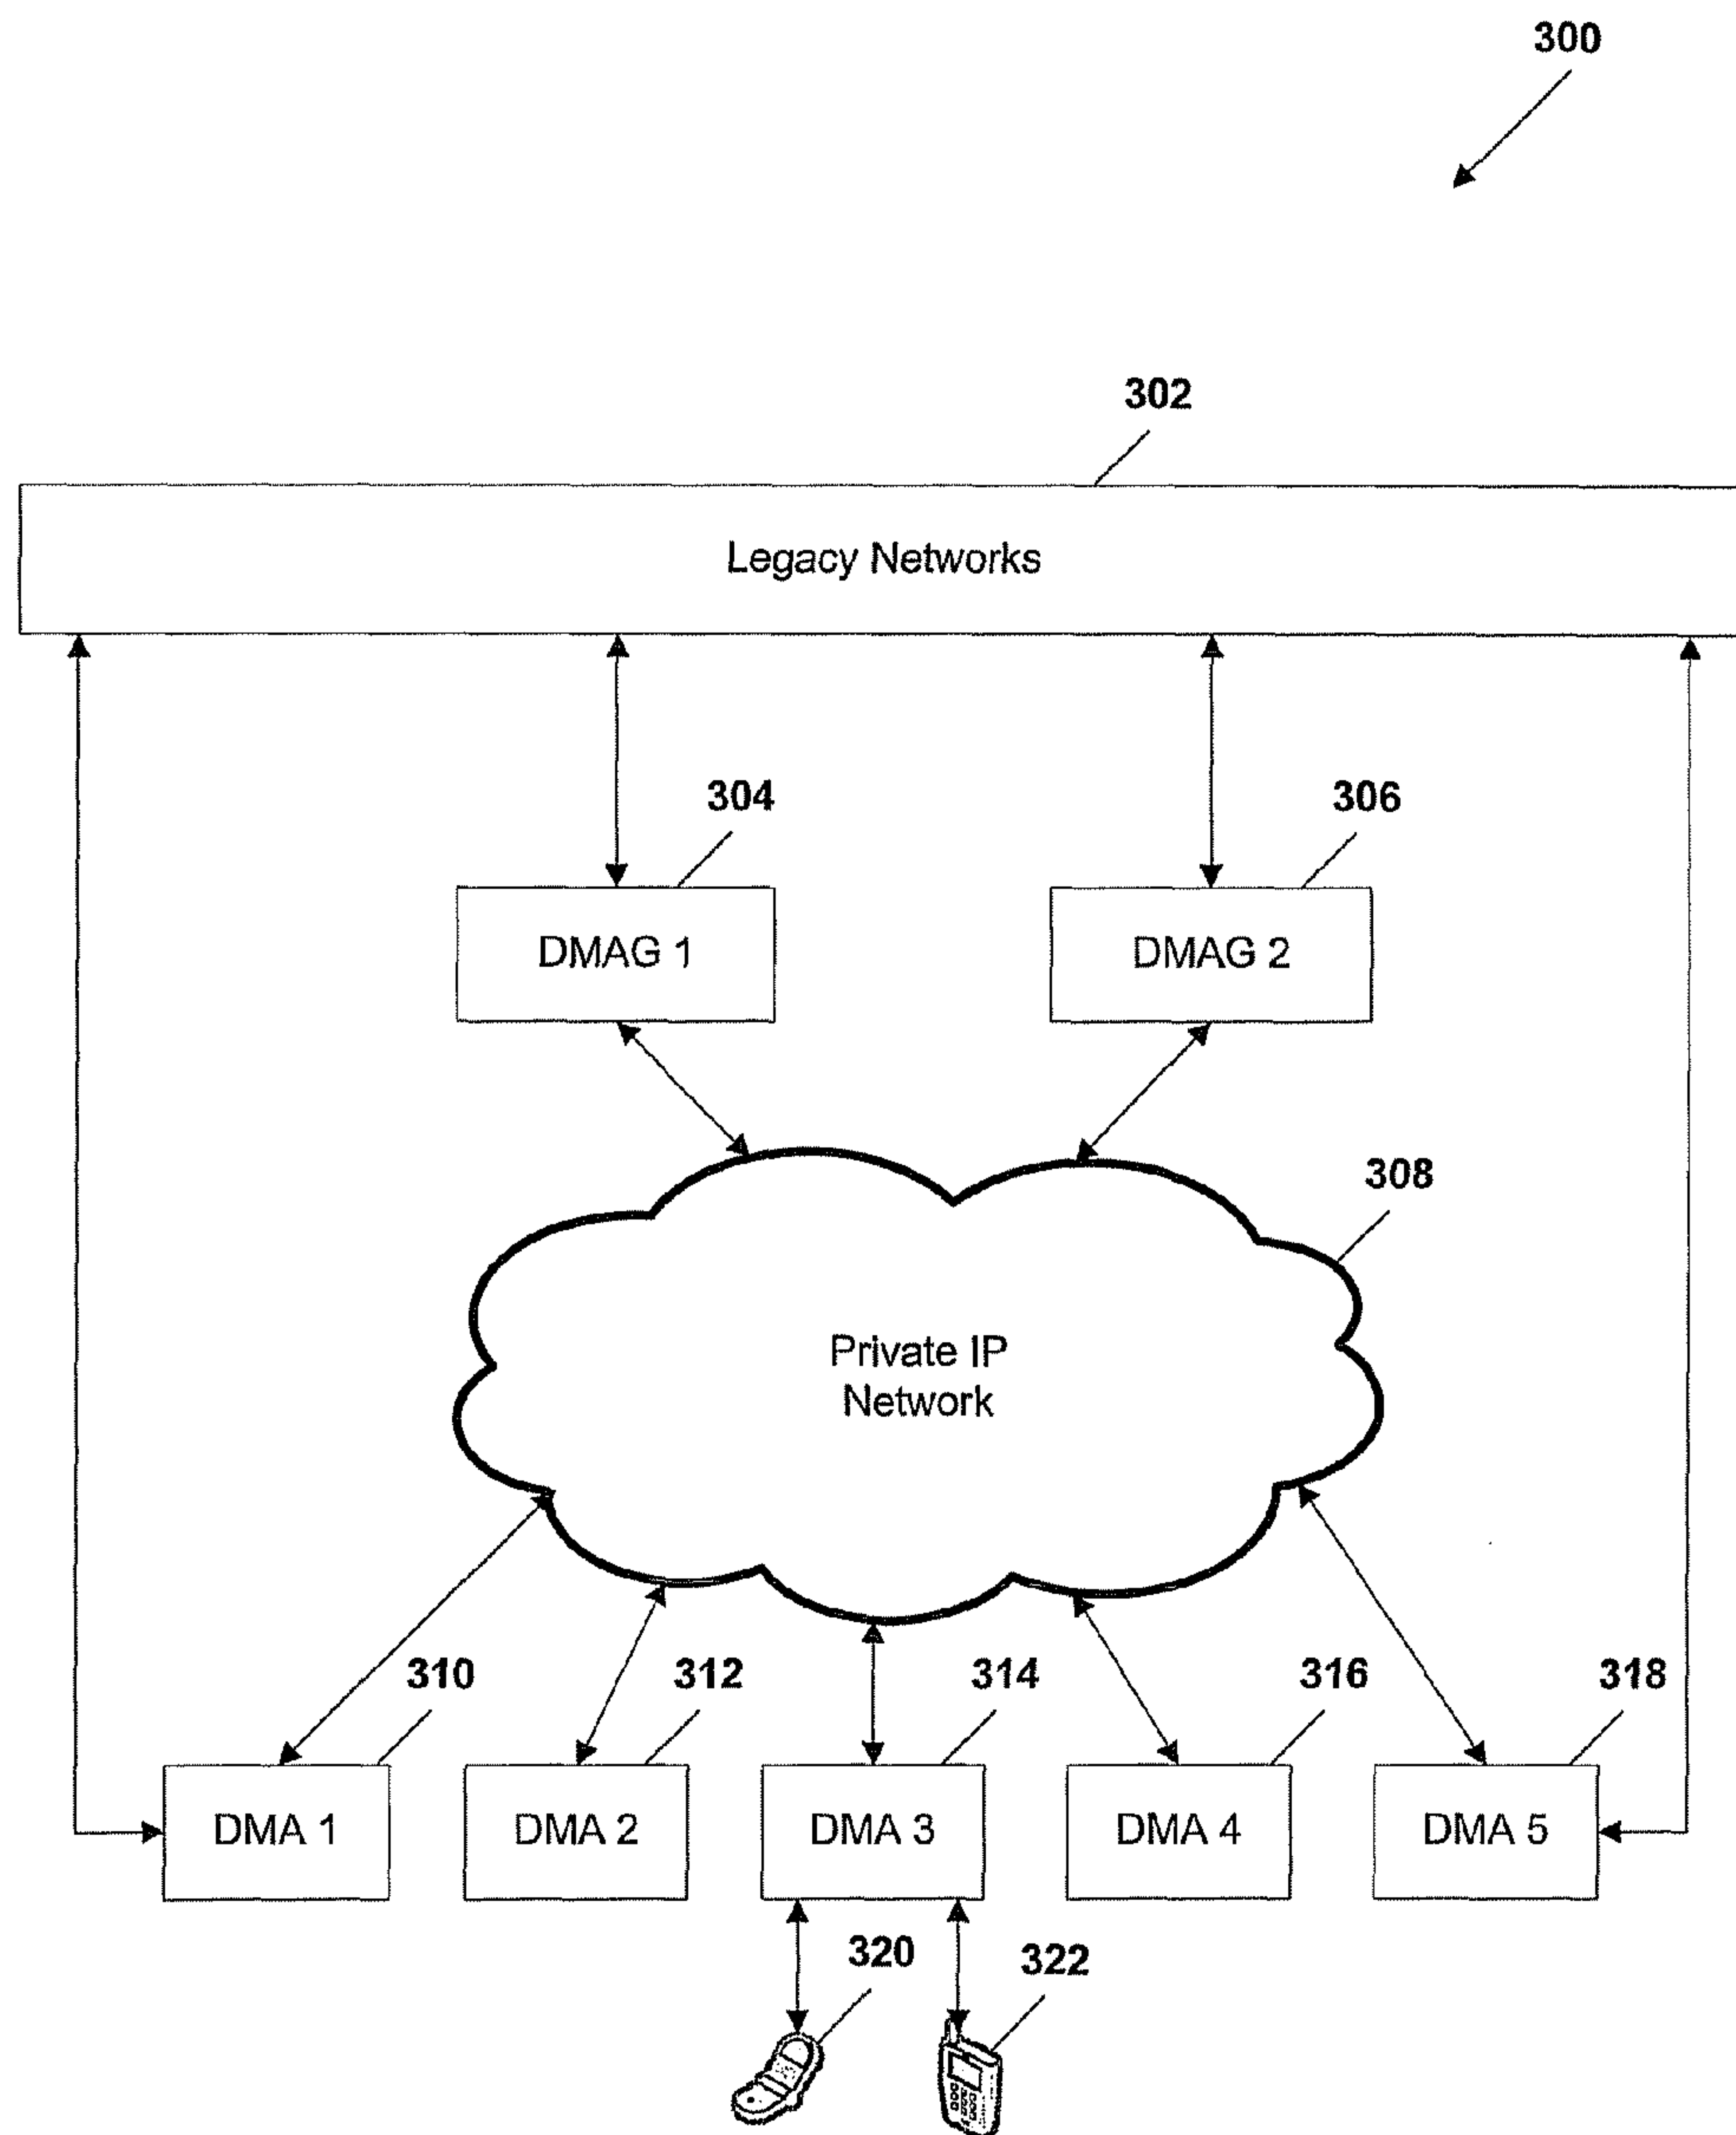 300
302
Legacy Networks
304
306
DMAG 1
DMAG 2
308
Private IP
Network
310
312
314
316
318
DMA 1
DMA 2
DMA 3
DMA 4
DMA 5
320
322